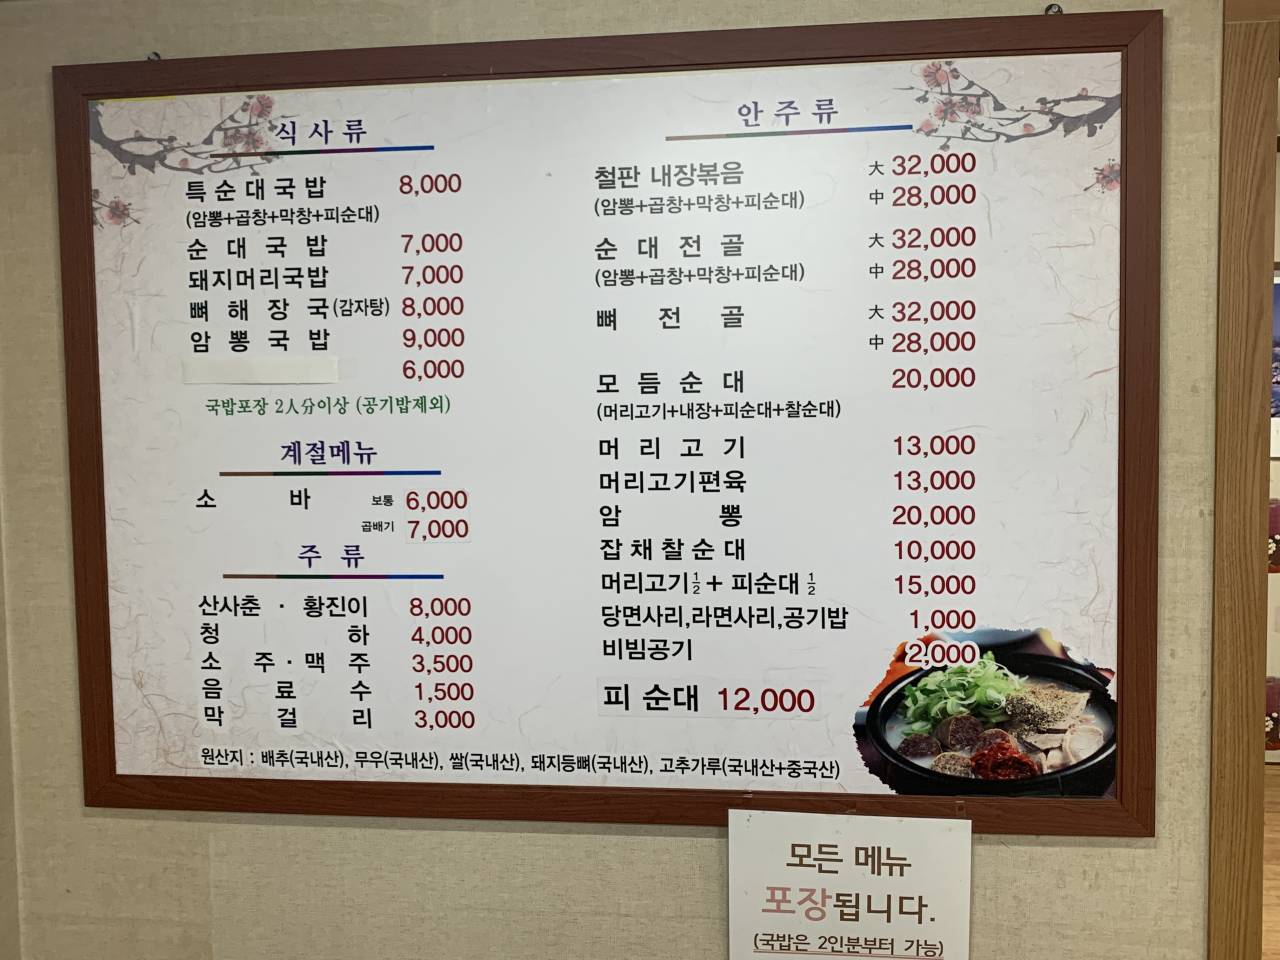 식사류
특순대국밥 8,000
(암뽕+곱창+막창+피순대)
순대국밥 7,000
돼지머리국밥 7,000
뼈해장국(감자탕) 8,000
암뽕국밥 9,000
6,000
국밥포장 2人分이상 (공기밥제외)
계절메뉴
소바 보통 6,000
곱배기 7,000
주류
산사춘 · 황진이 8,000
청하 4,000
소주·맥주 3,500
음료수 1,500
막걸리 3,000
안주류
철판 내장볶음 大 32,000
(암뽕+곱창+막창+피순대) 中 28,000
순대전골 大 32,000
(암뽕+곱창+막창+피순대) 中 28,000
뼈전골 大 32,000
中 28,000
모듬순대 20,000
(머리고기+내장+피순대+찰순대)
머리고기 13,000
머리고기편육 13,000
암뽕 20,000
잡채찰순대 10,000
머리고기½+ 피순대½ 15,000
당면사리,라면사리,공기밥 1,000
비빔공기 2,000
피순대 12,000
원산지 : 배추(국내산), 무우(국내산), 쌀(국내산), 돼지등뼈(국내산), 고추가루(국내산+중국산)
모든 메뉴
포장됩니다.
(국밥은 2인분부터 가능)